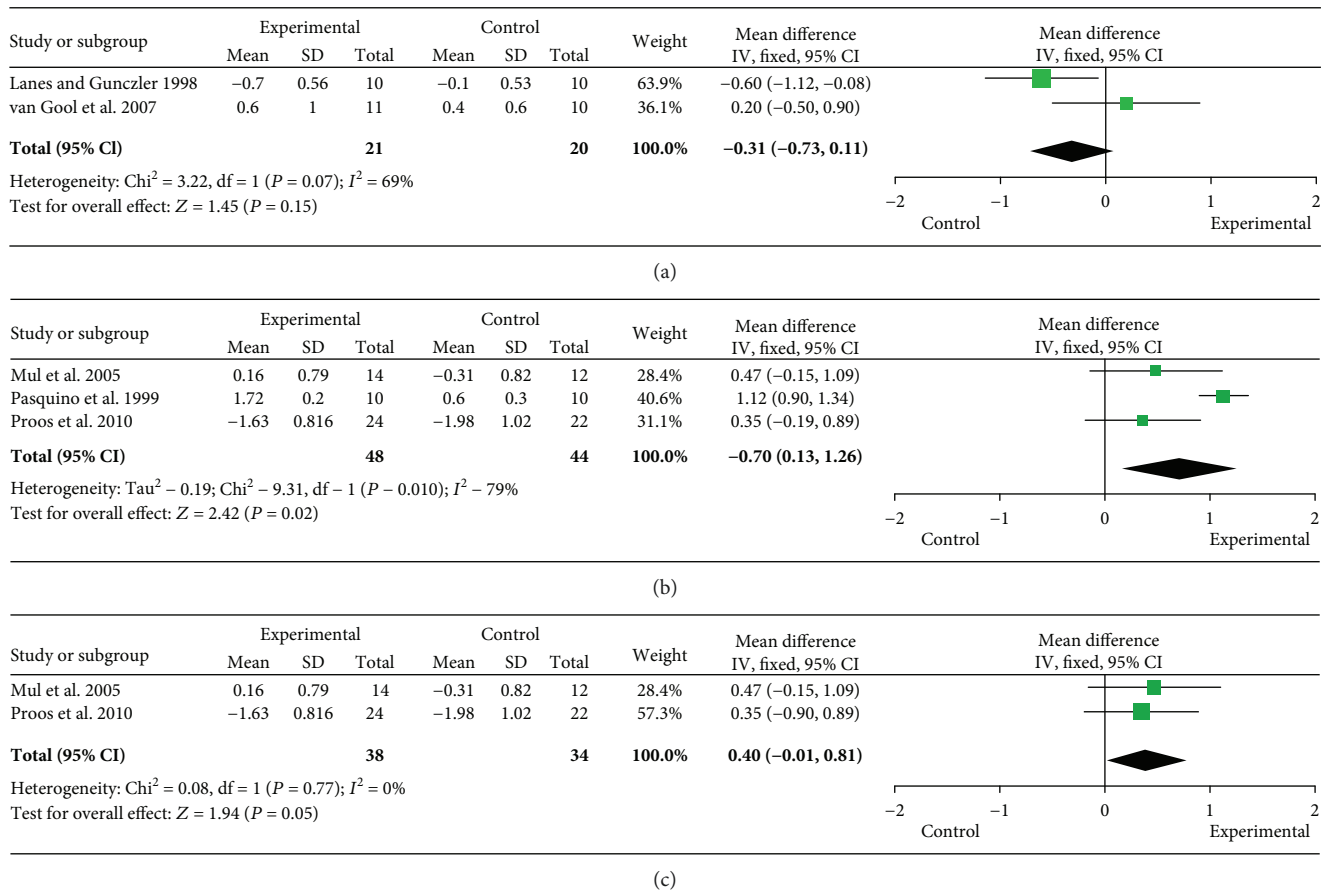 Study or subgroup Experimental Control Weight Mean difference IV, fixed, 95% CI Mean difference IV, fixed, 95% CI
Mean SD Total Mean SD Total
Lanes and Gunczler 1998 −0.7 0.56 10 −0.1 0.53 10 63.9% −0.60 (−1.12, −0.08)
van Gool et al. 2007 0.6 1 11 0.4 0.6 10 36.1% 0.20 (−0.50, 0.90)
Total (95% Cl) 21 20 100.0% −0.31 (−0.73, 0.11)
Heterogeneity: Chi² = 3.22, df = 1 (P = 0.07); I² = 69%
Test for overall effect: Z = 1.45 (P = 0.15)
−2 −1 0 1 2
Control Experimental
(a)
Study or subgroup Experimental Control Weight Mean difference IV, fixed, 95% CI Mean difference IV, fixed, 95% CI
Mean SD Total Mean SD Total
Mul et al. 2005 0.16 0.79 14 −0.31 0.82 12 28.4% 0.47 (−0.15, 1.09)
Pasquino et al. 1999 1.72 0.2 10 0.6 0.3 10 40.6% 1.12 (0.90, 1.34)
Proos et al. 2010 −1.63 0.816 24 −1.98 1.02 22 31.1% 0.35 (−0.19, 0.89)
Total (95% CI) 48 44 100.0% −0.70 (0.13, 1.26)
Heterogeneity: Tau² − 0.19; Chi² − 9.31, df − 1 (P − 0.010); I² − 79%
Test for overall effect: Z = 2.42 (P = 0.02)
−2 −1 0 1 2
Control Experimental
(b)
Study or subgroup Experimental Control Weight Mean difference IV, fixed, 95% CI Mean difference IV, fixed, 95% CI
Mean SD Total Mean SD Total
Mul et al. 2005 0.16 0.79 14 −0.31 0.82 12 28.4% 0.47 (−0.15, 1.09)
Proos et al. 2010 −1.63 0.816 24 −1.98 1.02 22 57.3% 0.35 (−0.90, 0.89)
Total (95% CI) 38 34 100.0% 0.40 (−0.01, 0.81)
Heterogeneity: Chi² = 0.08, df = 1 (P = 0.77); I² = 0%
Test for overall effect: Z = 1.94 (P = 0.05)
−2 −1 0 1 2
Control Experimental
(c)